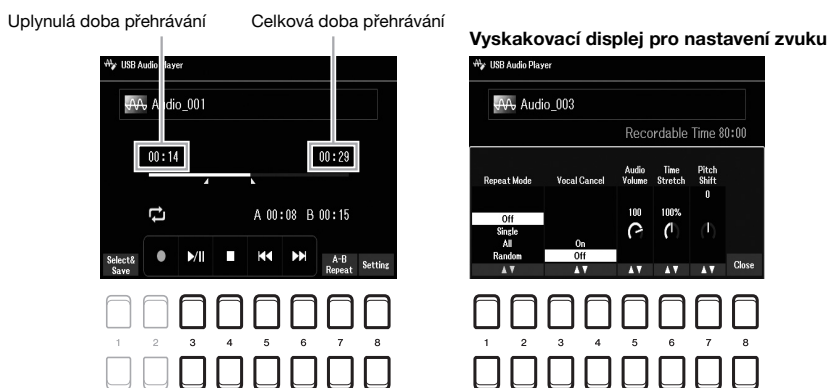 Uplynulá doba přehrávání
Celková doba přehrávání
USB Audio Player
Audio_001
00:14
00:29
A 00:08 B 00:15
Select& Save
A-B Repeat
Setting
1 2 3 4 5 6 7 8
Vyskakovací displej pro nastavení zvuku
USB Audio Player
Audio_003
Recordable Time 80:00
Repeat Mode
Off
Single
All
Random
Vocal Cancel
On
Off
Audio Volume
100
Time Stretch
100%
Pitch Shift
0
Close
1 2 3 4 5 6 7 8